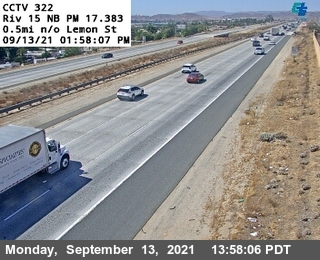 CCTV 322
Riv 15 NB PM 17.383
0.5mi n/o Lemon St
09/13/21 01:58:07 PM
Monday, September 13, 2021 13:58:06 PDT